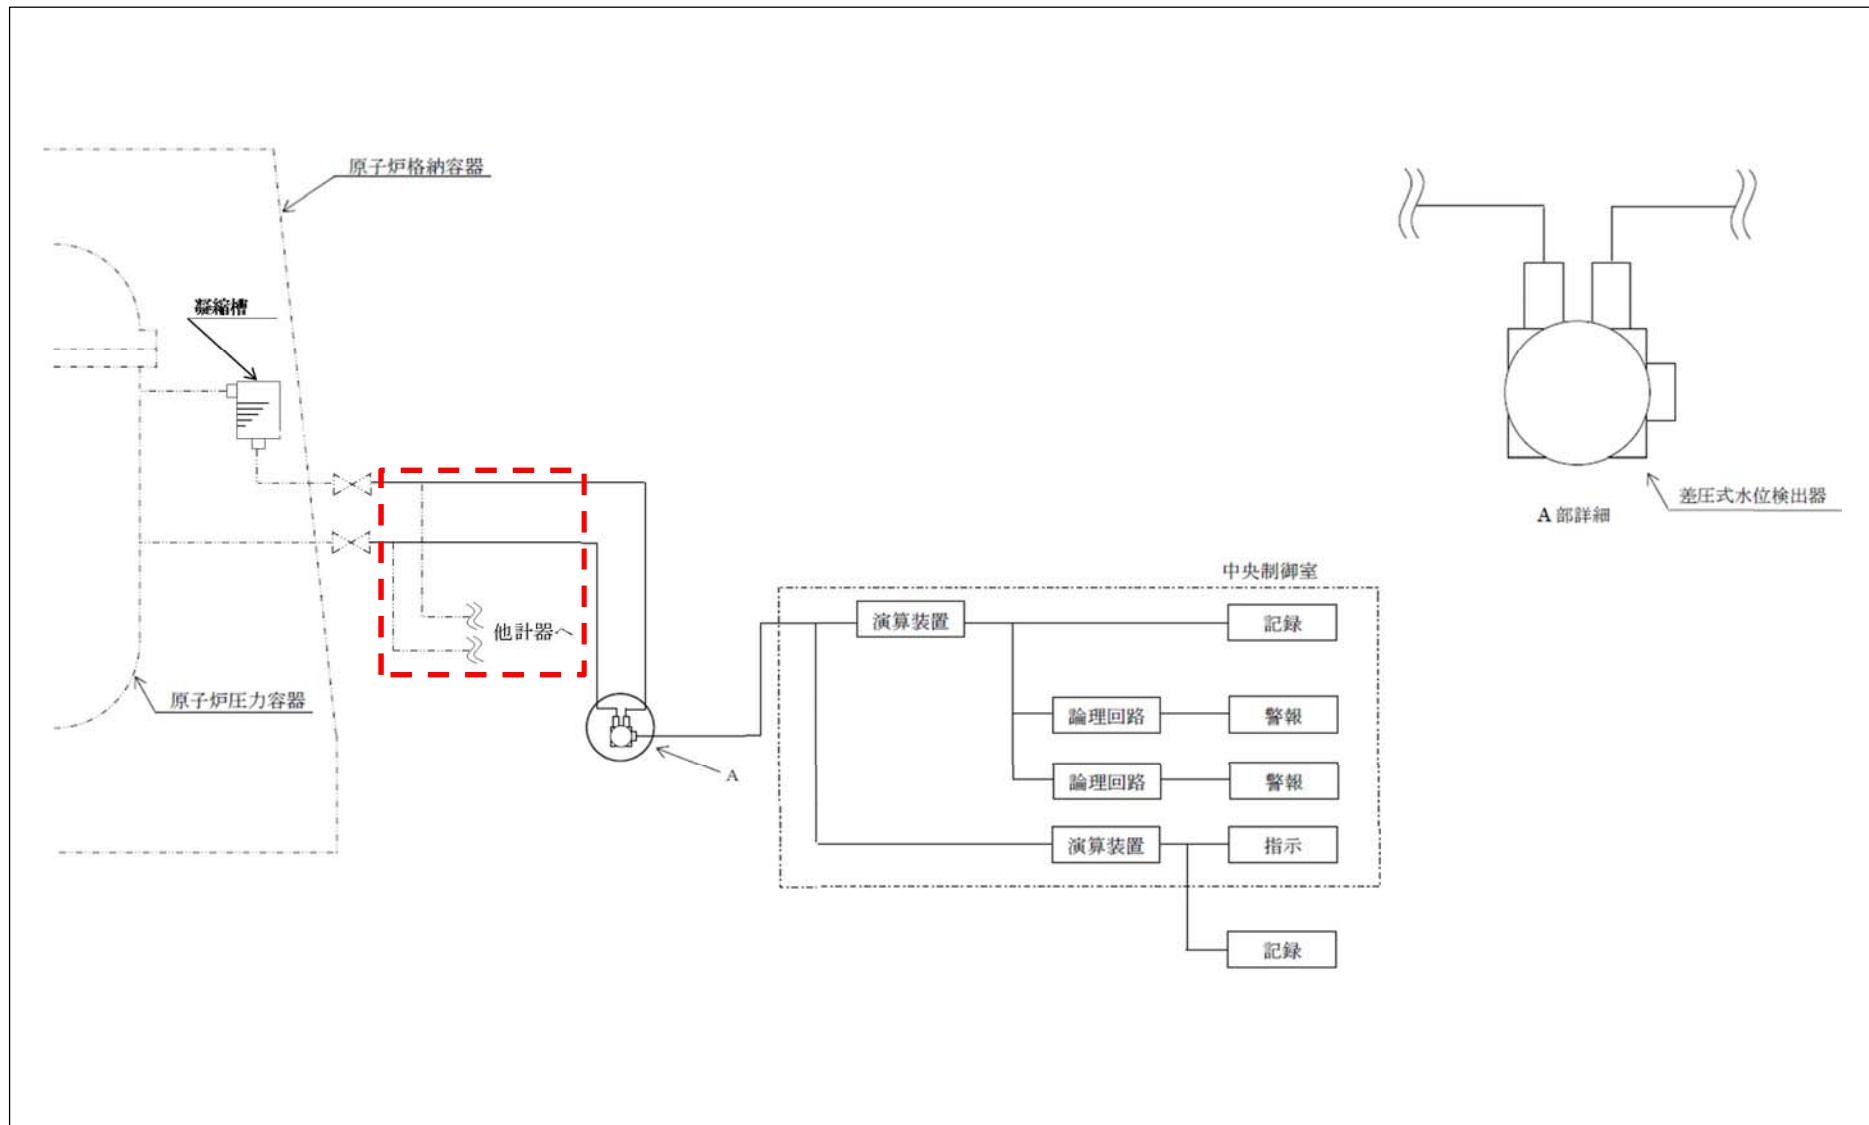 原子炉格納容器
凝縮槽
差圧式水位検出器
A 部詳細
中央制御室
演算装置
記録
他計器へ
原子炉圧力容器
論理回路
警報
A
論理回路
警報
演算装置
指示
記録